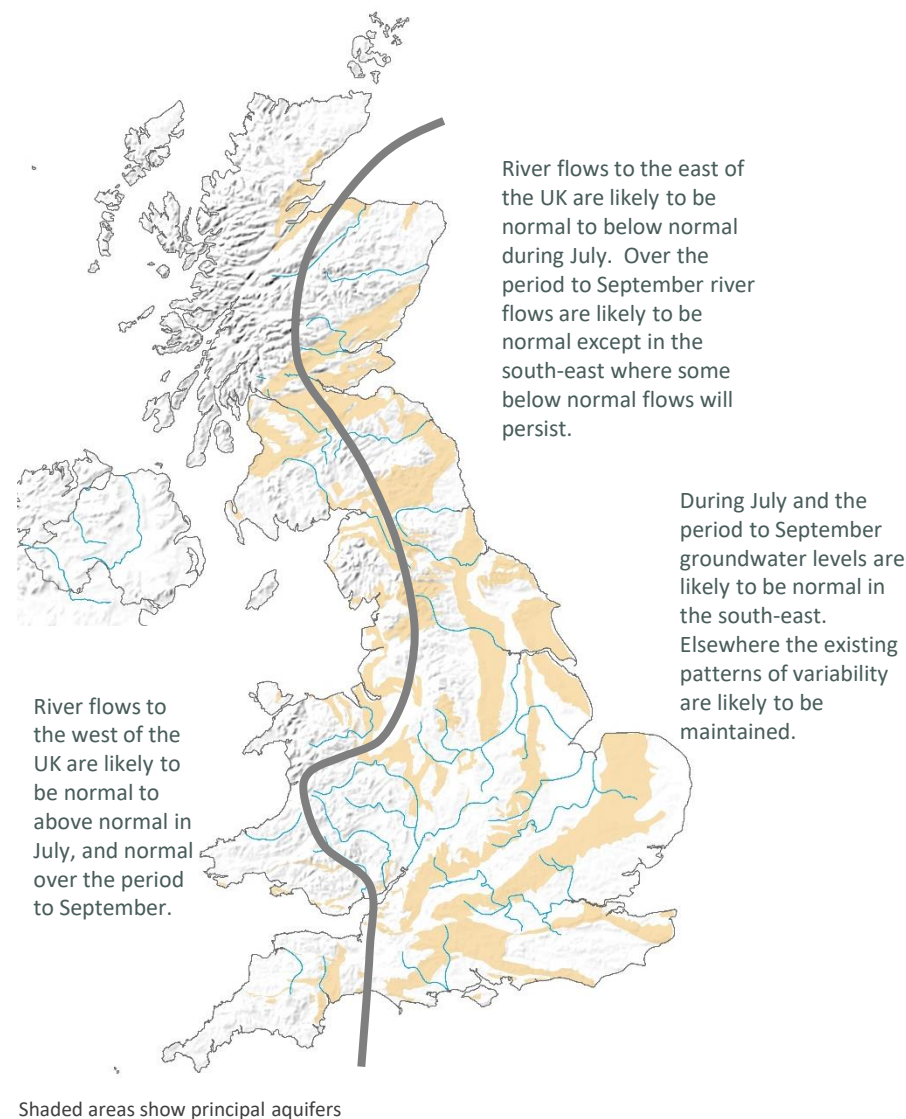 River flows to the east of
the UK are likely to be
normal to below normal
during July.  Over the
period to September river
flows are likely to be
normal except in the
south-east where some
below normal flows will
persist.
During July and the
period to September
groundwater levels are
likely to be normal in
the south-east.
Elsewhere the existing
patterns of variability
are likely to be
maintained.
River flows to
the west of the
UK are likely to
be normal to
above normal in
July, and normal
over the period
to September.
Shaded areas show principal aquifers